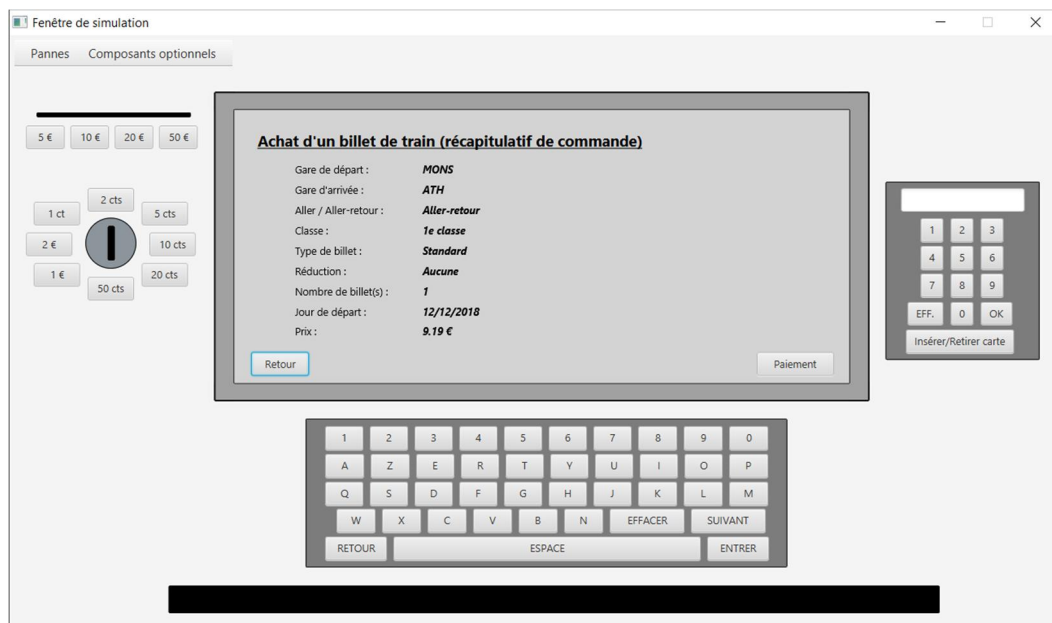 Fenêtre de simulation
Pannes Composants optionnels
5 € 10 € 20 € 50 €
2 cts
1 ct 5 cts
2 € 10 cts
1 € 20 cts
50 cts
Achat d'un billet de train (récapitulatif de commande)
Gare de départ : MONS
Gare d'arrivée : ATH
Aller / Aller-retour : Aller-retour
Classe : 1e classe
Type de billet : Standard
Réduction : Aucune
Nombre de billet(s) : 1
Jour de départ : 12/12/2018
Prix : 9.19 €
Retour Paiement
1 2 3
4 5 6
7 8 9
EFF. 0 OK
Insérer/Retirer carte
1 2 3 4 5 6 7 8 9 0
A Z E R T Y U I O P
Q S D F G H J K L M
W X C V B N EFFACER SUIVANT
RETOUR ESPACE ENTRER